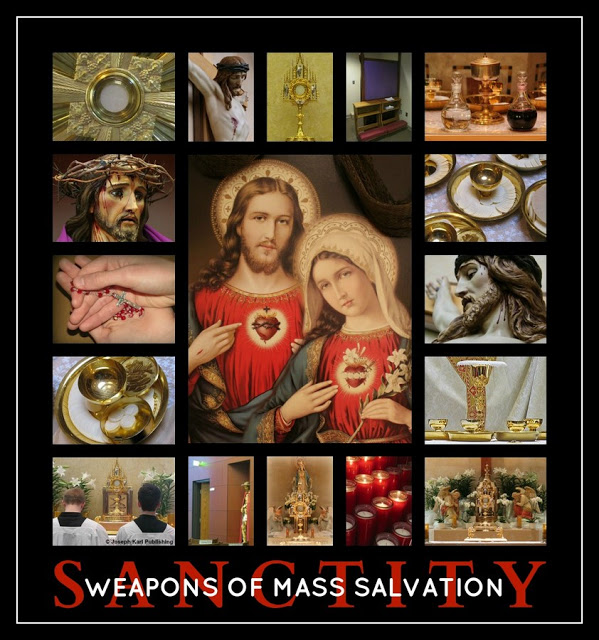 © Joseph Karl Publishing
SANCTITY
WEAPONS OF MASS SALVATION